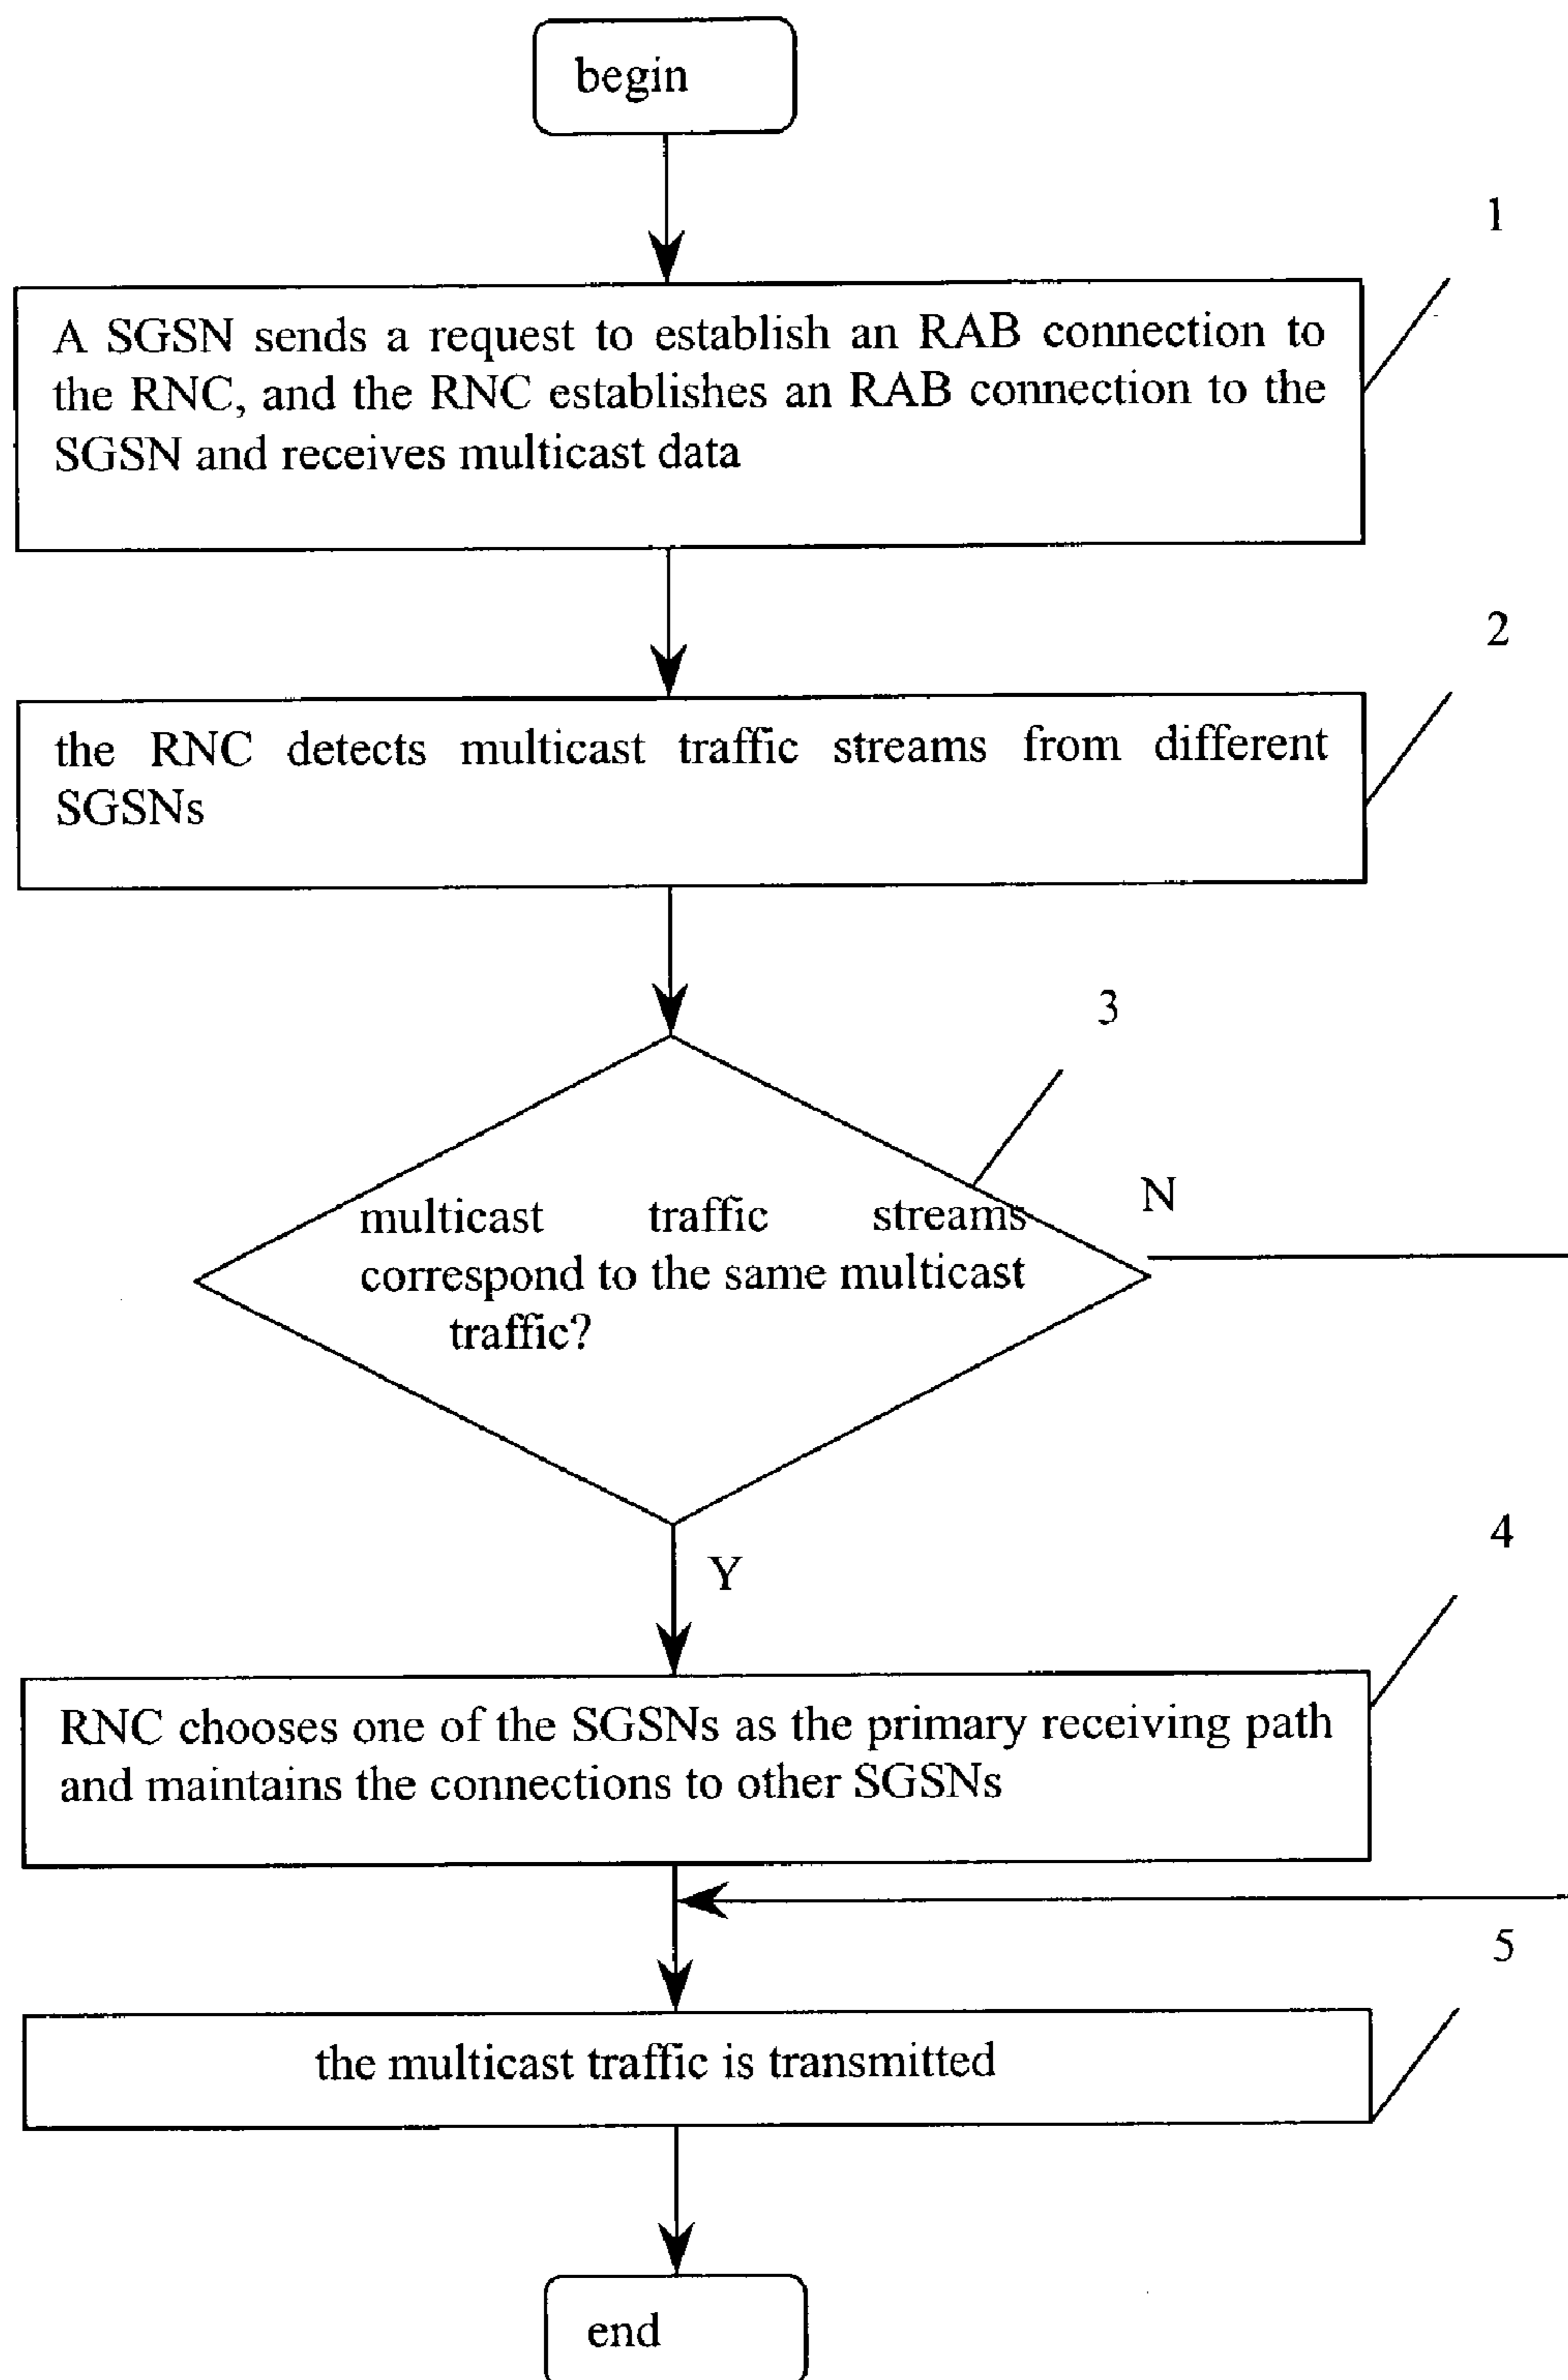 begin
1
A SGSN sends a request to establish an RAB connection to
the RNC, and the RNC establishes an RAB connection to the
SGSN and receives multicast data
2
the RNC detects multicast traffic streams from different
SGSNs
3
N
multicast traffic streams
correspond to the same multicast
traffic?
Y
4
RNC chooses one of the SGSNs as the primary receiving path
and maintains the connections to other SGSNs
5
the multicast traffic is transmitted
end